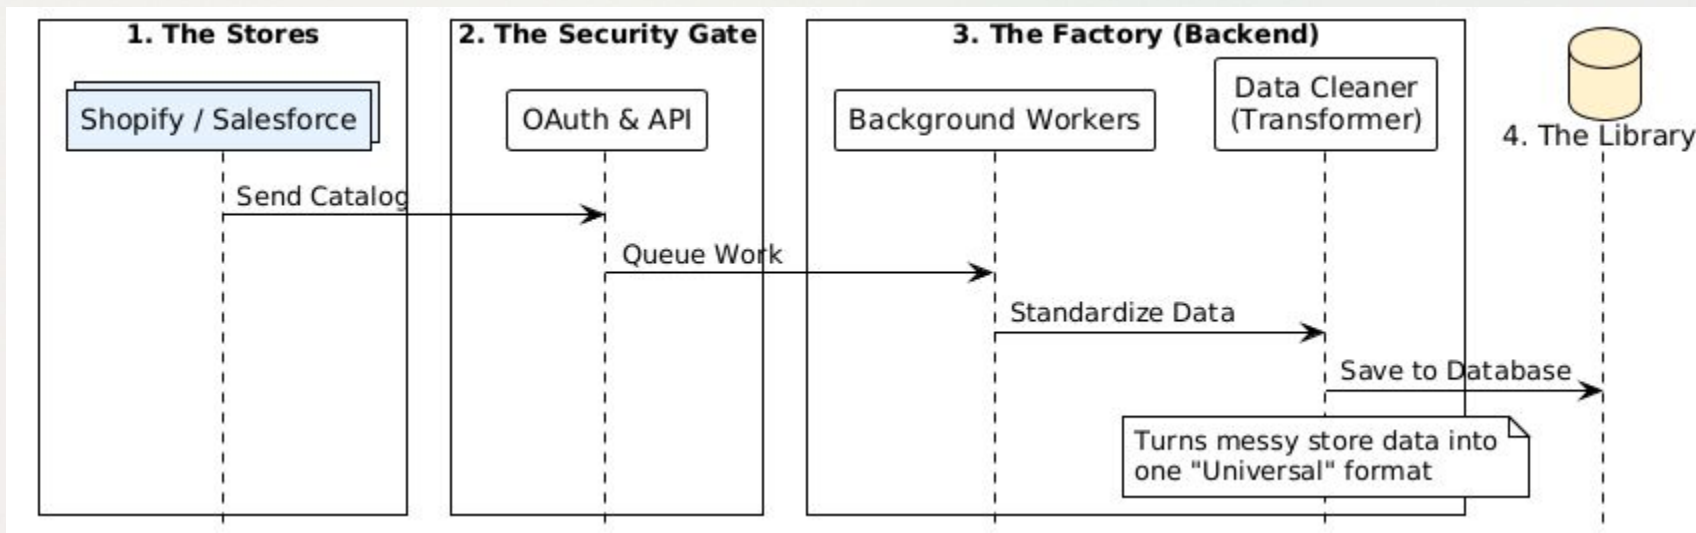 1. The Stores
2. The Security Gate
3. The Factory (Backend)
Shopify / Salesforce
OAuth & API
Background Workers
Data Cleaner
(Transformer)
4. The Library
Send Catalog
Queue Work
Standardize Data
Save to Database
Turns messy store data into
one "Universal" format